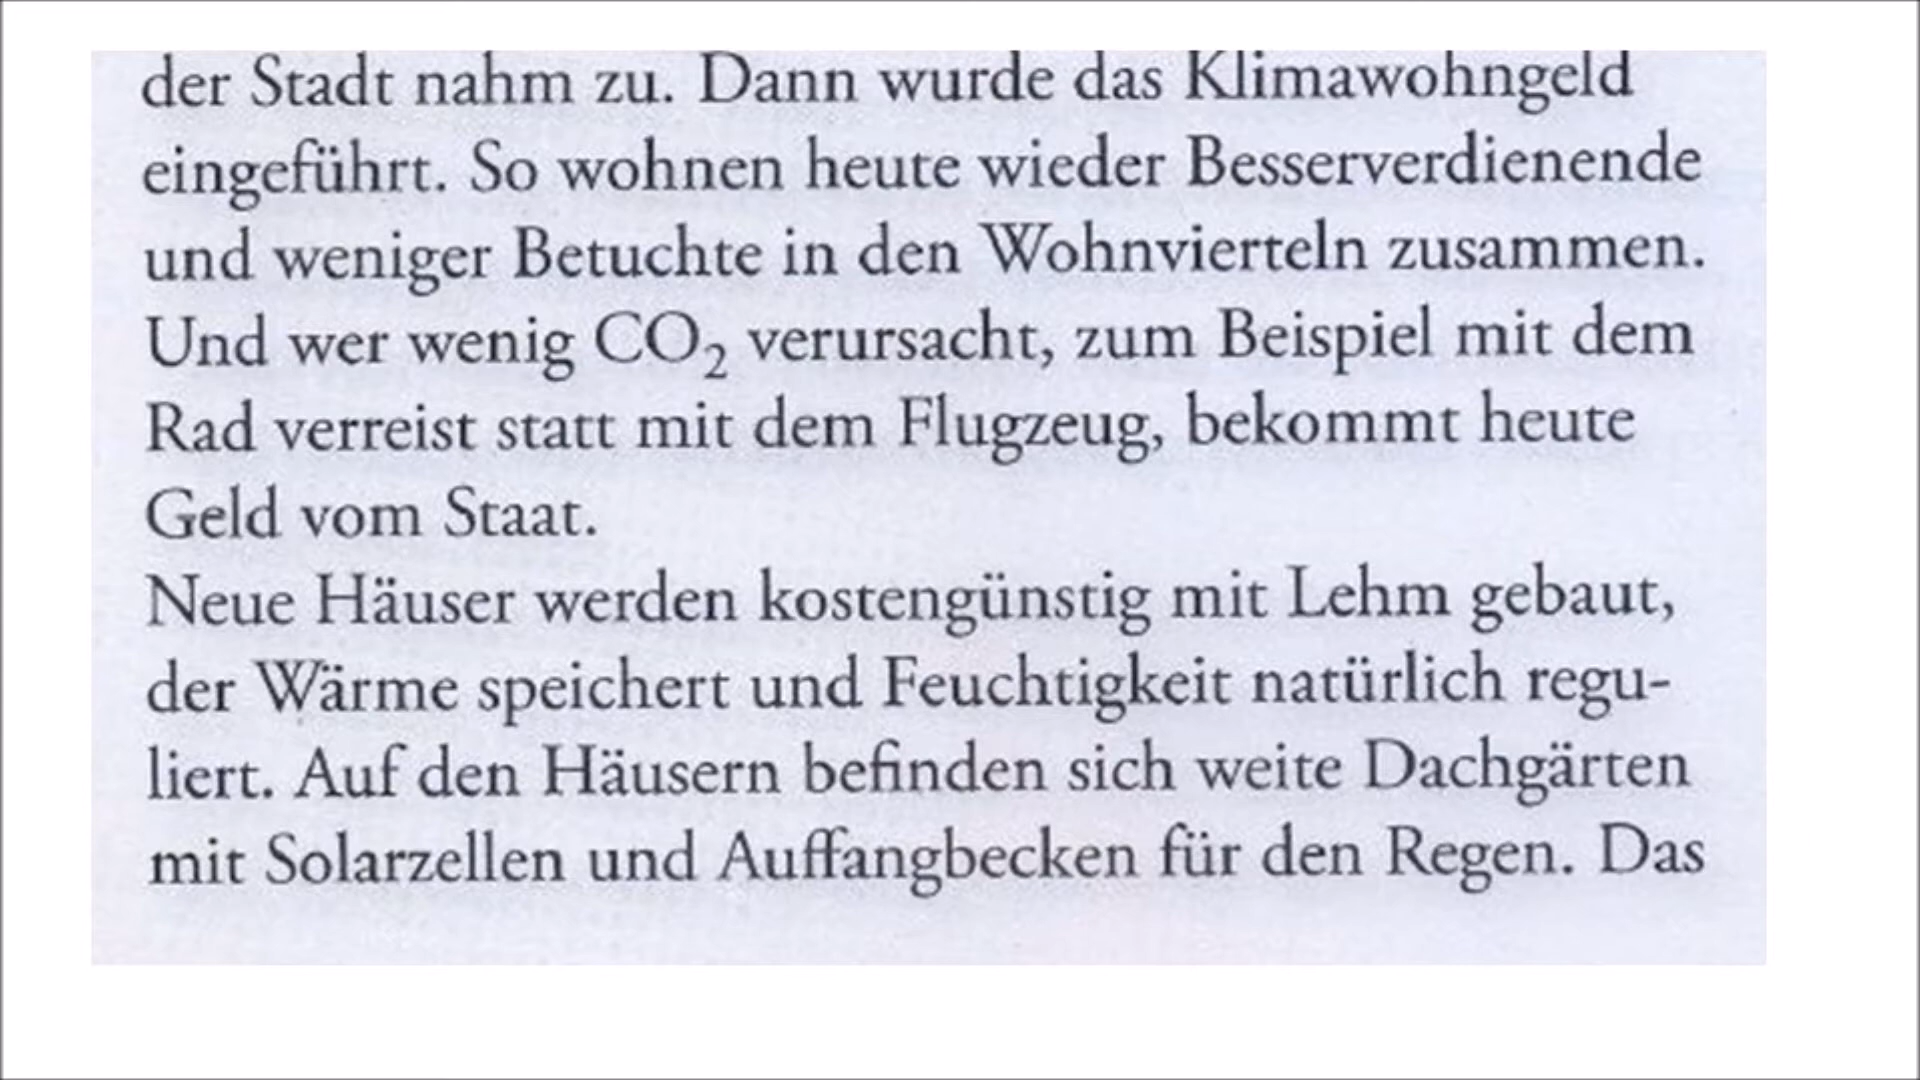 der Stadt nahm zu. Dann wurde das Klimawohngeld
eingeführt. So wohnen heute wieder Besserverdienende
und weniger Betuchte in den Wohnvierteln zusammen.
Und wer wenig CO₂ verursacht, zum Beispiel mit dem
Rad verreist statt mit dem Flugzeug, bekommt heute
Geld vom Staat.
Neue Häuser werden kostengünstig mit Lehm gebaut,
der Wärme speichert und Feuchtigkeit natürlich regu-
liert. Auf den Häusern befinden sich weite Dachgärten
mit Solarzellen und Auffangbecken für den Regen. Das